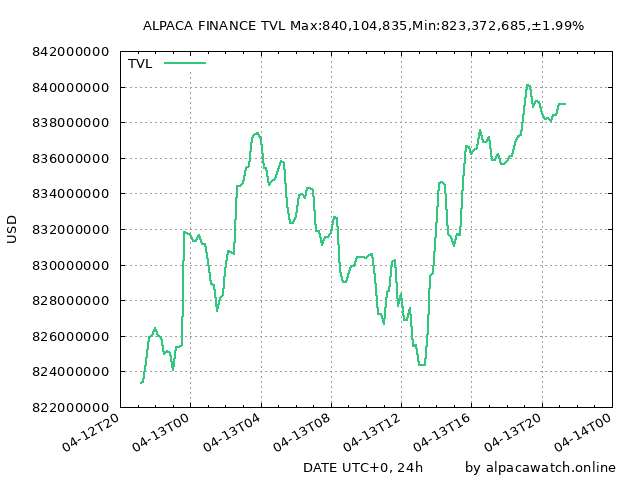 ALPACA FINANCE TVL Max:840,104,835,Min:823,372,685,±1.99%
842000000
TVL
840000000
838000000
836000000
834000000
832000000
USD
830000000
828000000
826000000
824000000
822000000
04-12T20
04-13T00
04-13T04
04-13T08
04-13T12
04-13T16
04-13T20
04-14T00
DATE UTC+0, 24h
by alpacawatch.online